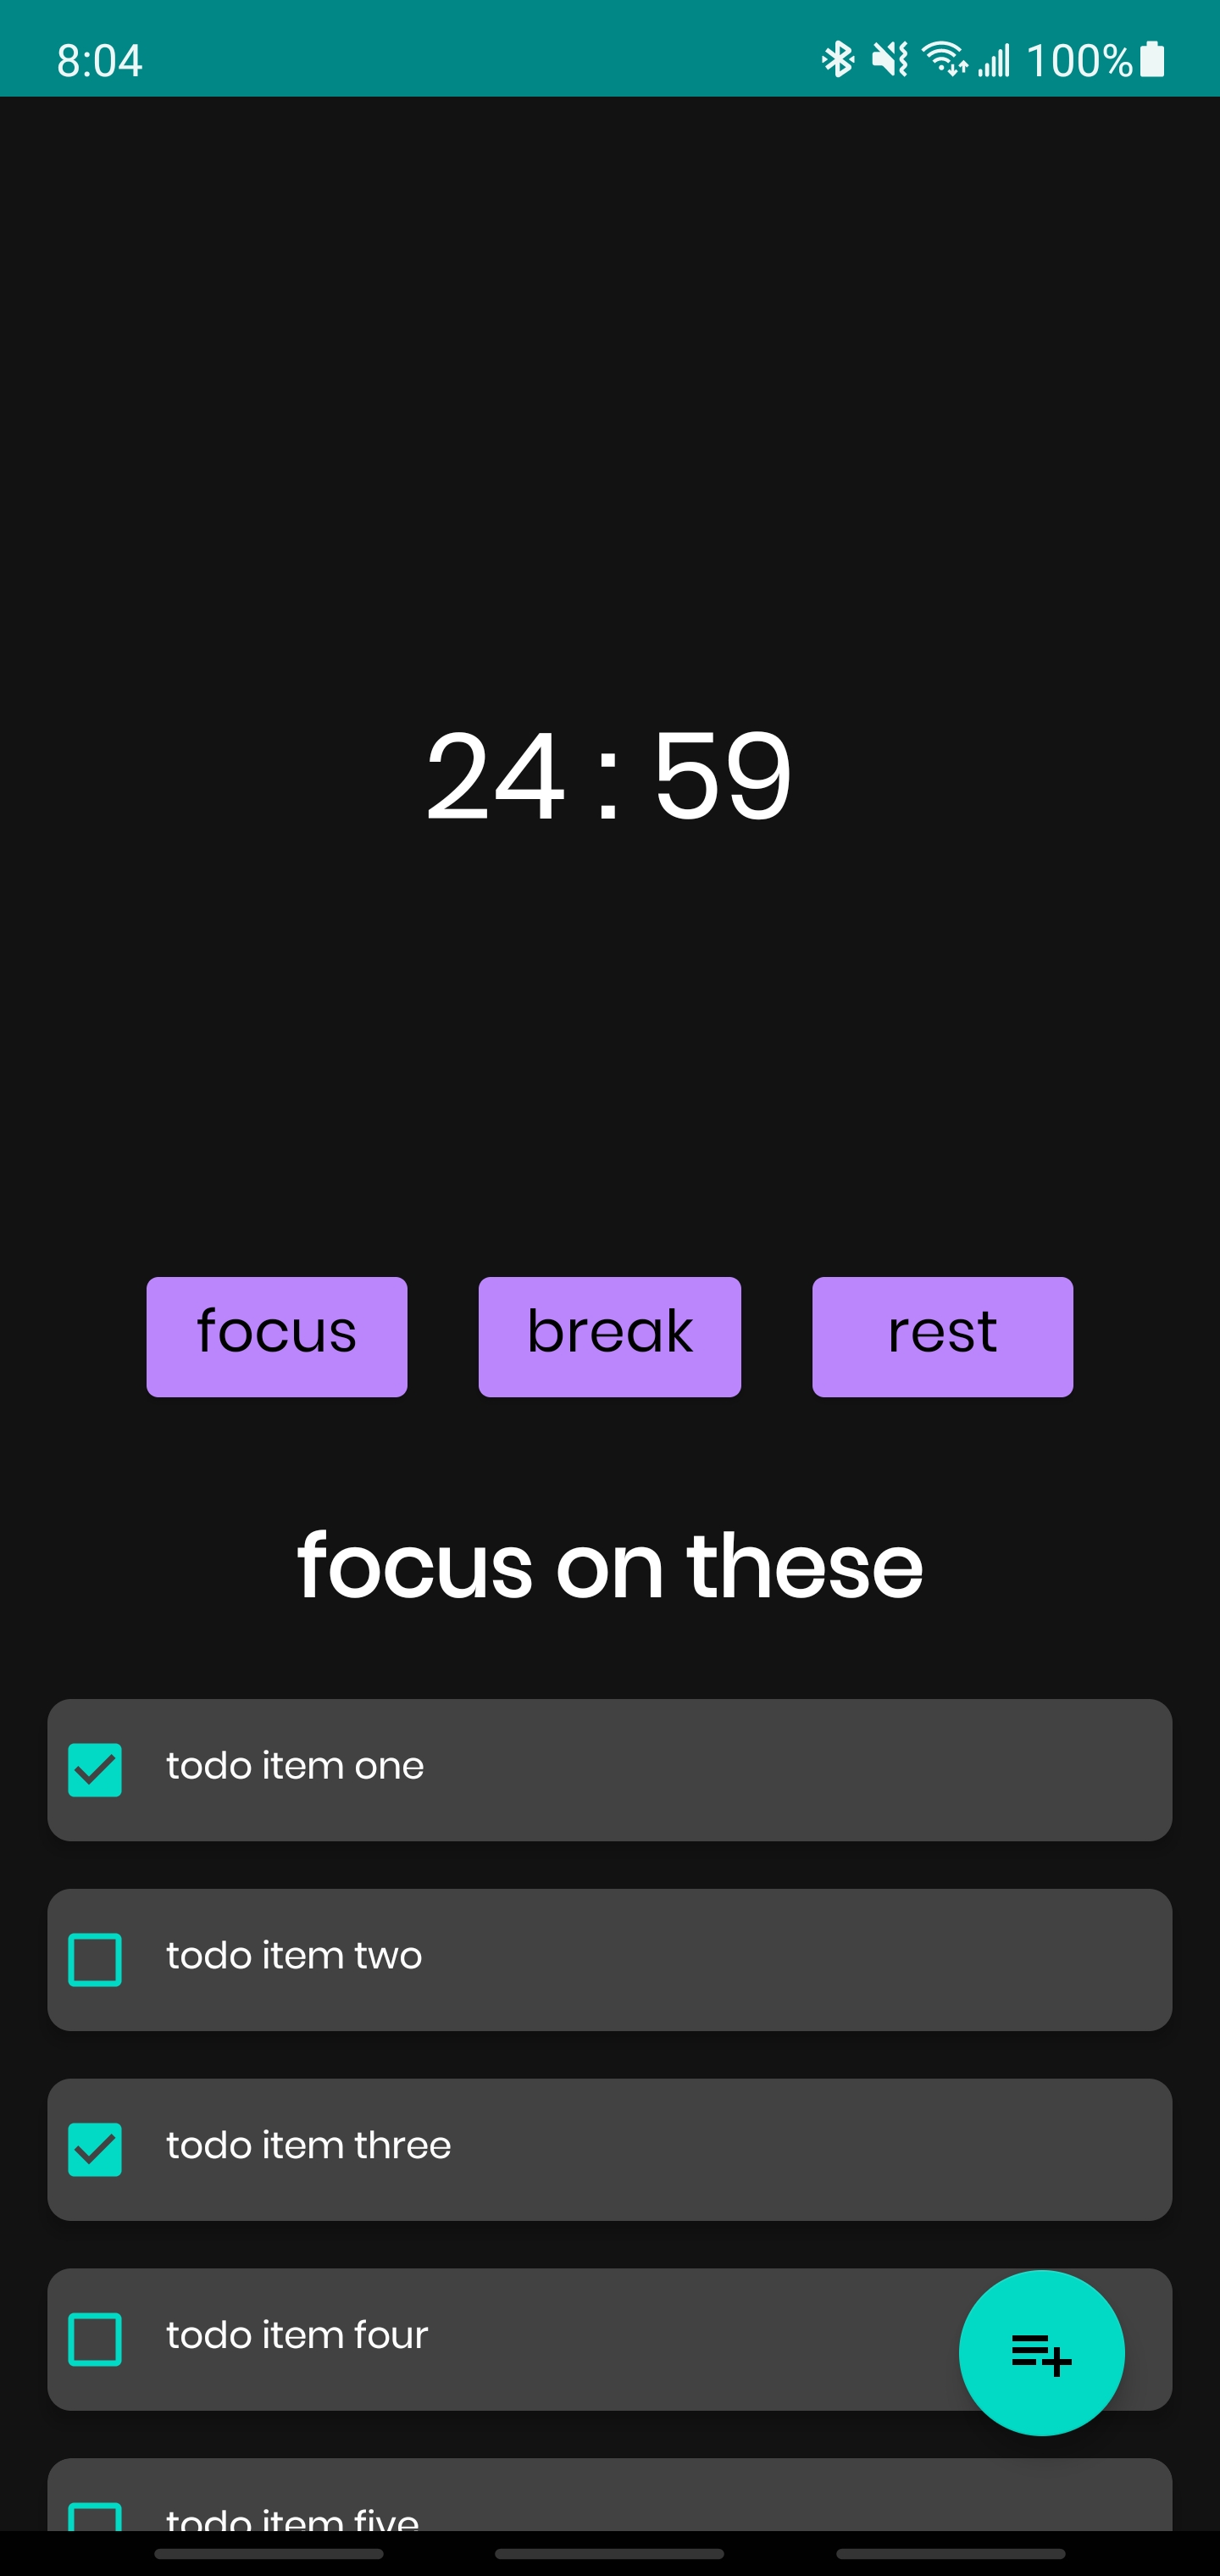 8:04 100%
24 : 59
focus break rest
focus on these
todo item one
todo item two
todo item three
todo item four
todo item five